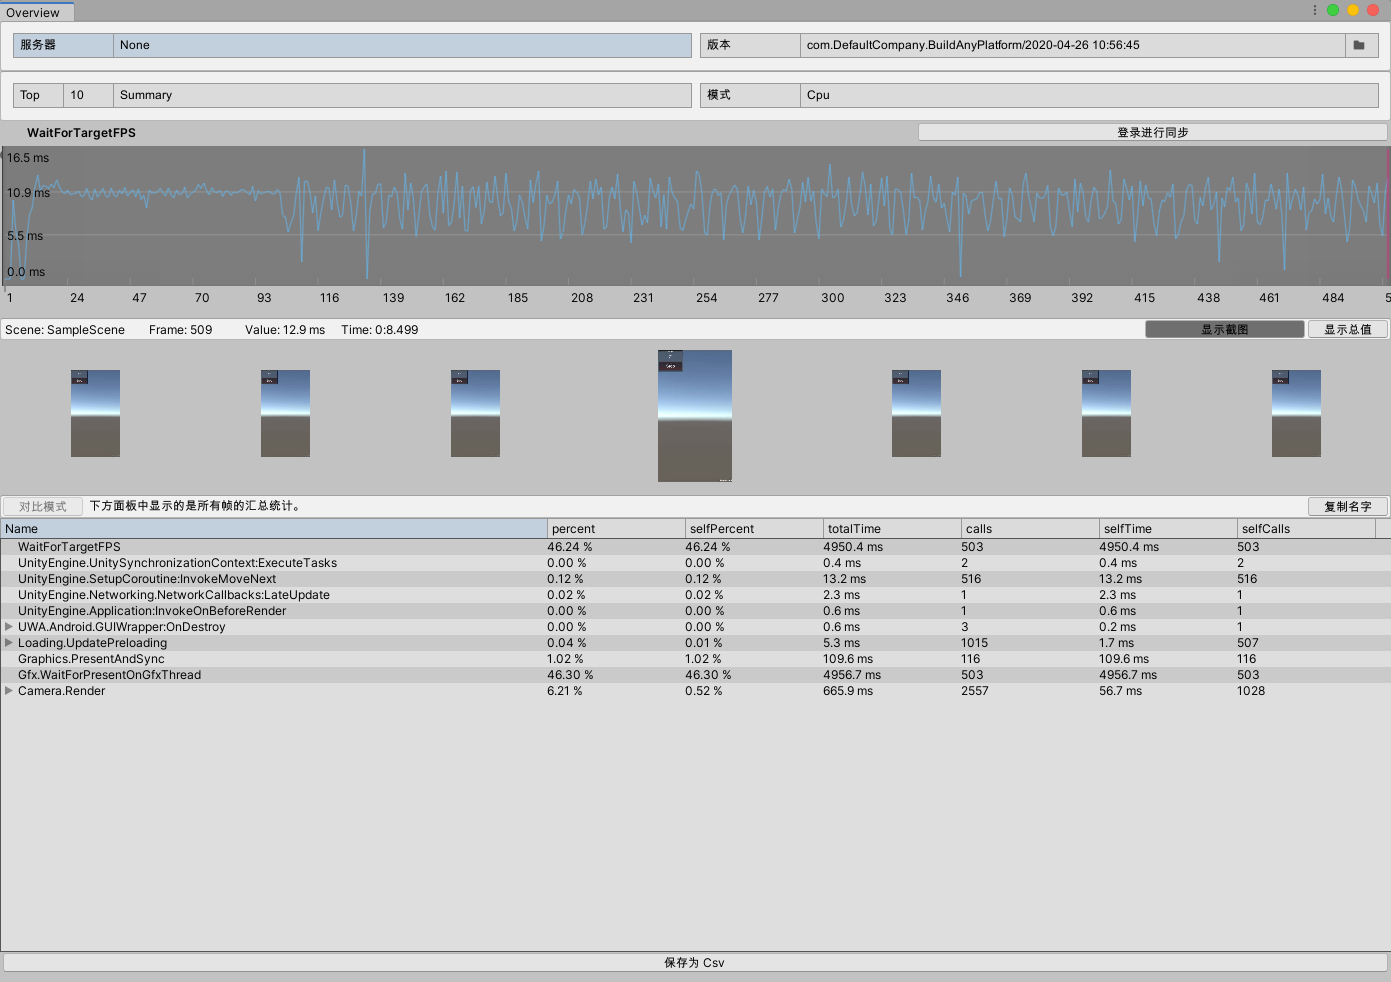 Overview
服务器 None 版本 com.DefaultCompany.BuildAnyPlatform/2020-04-26 10:56:45
Top 10 Summary 模式 Cpu
WaitForTargetFPS 登录进行同步
16.5 ms
10.9 ms
5.5 ms
0.0 ms
1 24 47 70 93 116 139 162 185 208 231 254 277 300 323 346 369 392 415 438 461 484 5
Scene: SampleScene Frame: 509 Value: 12.9 ms Time: 0:8.499 显示截图 显示总值
对比模式 下方面板中显示的是所有帧的汇总统计。 复制名字
Name percent selfPercent totalTime calls selfTime selfCalls
WaitForTargetFPS 46.24 % 46.24 % 4950.4 ms 503 4950.4 ms 503
UnityEngine.UnitySynchronizationContext:ExecuteTasks 0.00 % 0.00 % 0.4 ms 2 0.4 ms 2
UnityEngine.SetupCoroutine:InvokeMoveNext 0.12 % 0.12 % 13.2 ms 516 13.2 ms 516
UnityEngine.Networking.NetworkCallbacks:LateUpdate 0.02 % 0.02 % 2.3 ms 1 2.3 ms 1
UnityEngine.Application:InvokeOnBeforeRender 0.00 % 0.00 % 0.6 ms 1 0.6 ms 1
UWA.Android.GUIWrapper:OnDestroy 0.00 % 0.00 % 0.6 ms 3 0.2 ms 1
Loading.UpdatePreloading 0.04 % 0.01 % 5.3 ms 1015 1.7 ms 507
Graphics.PresentAndSync 1.02 % 1.02 % 109.6 ms 116 109.6 ms 116
Gfx.WaitForPresentOnGfxThread 46.30 % 46.30 % 4956.7 ms 503 4956.7 ms 503
Camera.Render 6.21 % 0.52 % 665.9 ms 2557 56.7 ms 1028
保存为 Csv